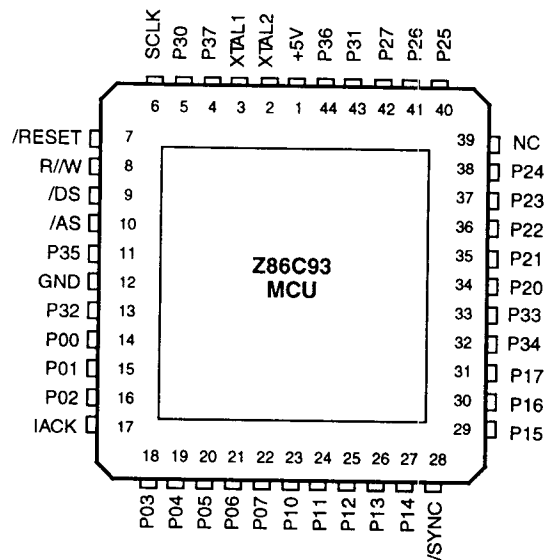 SCLK P30 P37 XTAL1 XTAL2 +5V P36 P31 P27 P26 P25
6 5 4 3 2 1 44 43 42 41 40
/RESET 7 39 NC
R//W 8 38 P24
/DS 9 37 P23
/AS 10 36 P22
P35 11 35 P21
GND 12 34 P20
P32 13 33 P33
P00 14 32 P34
P01 15 31 P17
P02 16 30 P16
IACK 17 29 P15
Z86C93
MCU
18 19 20 21 22 23 24 25 26 27 28
P03 P04 P05 P06 P07 P10 P11 P12 P13 P14 /SYNC